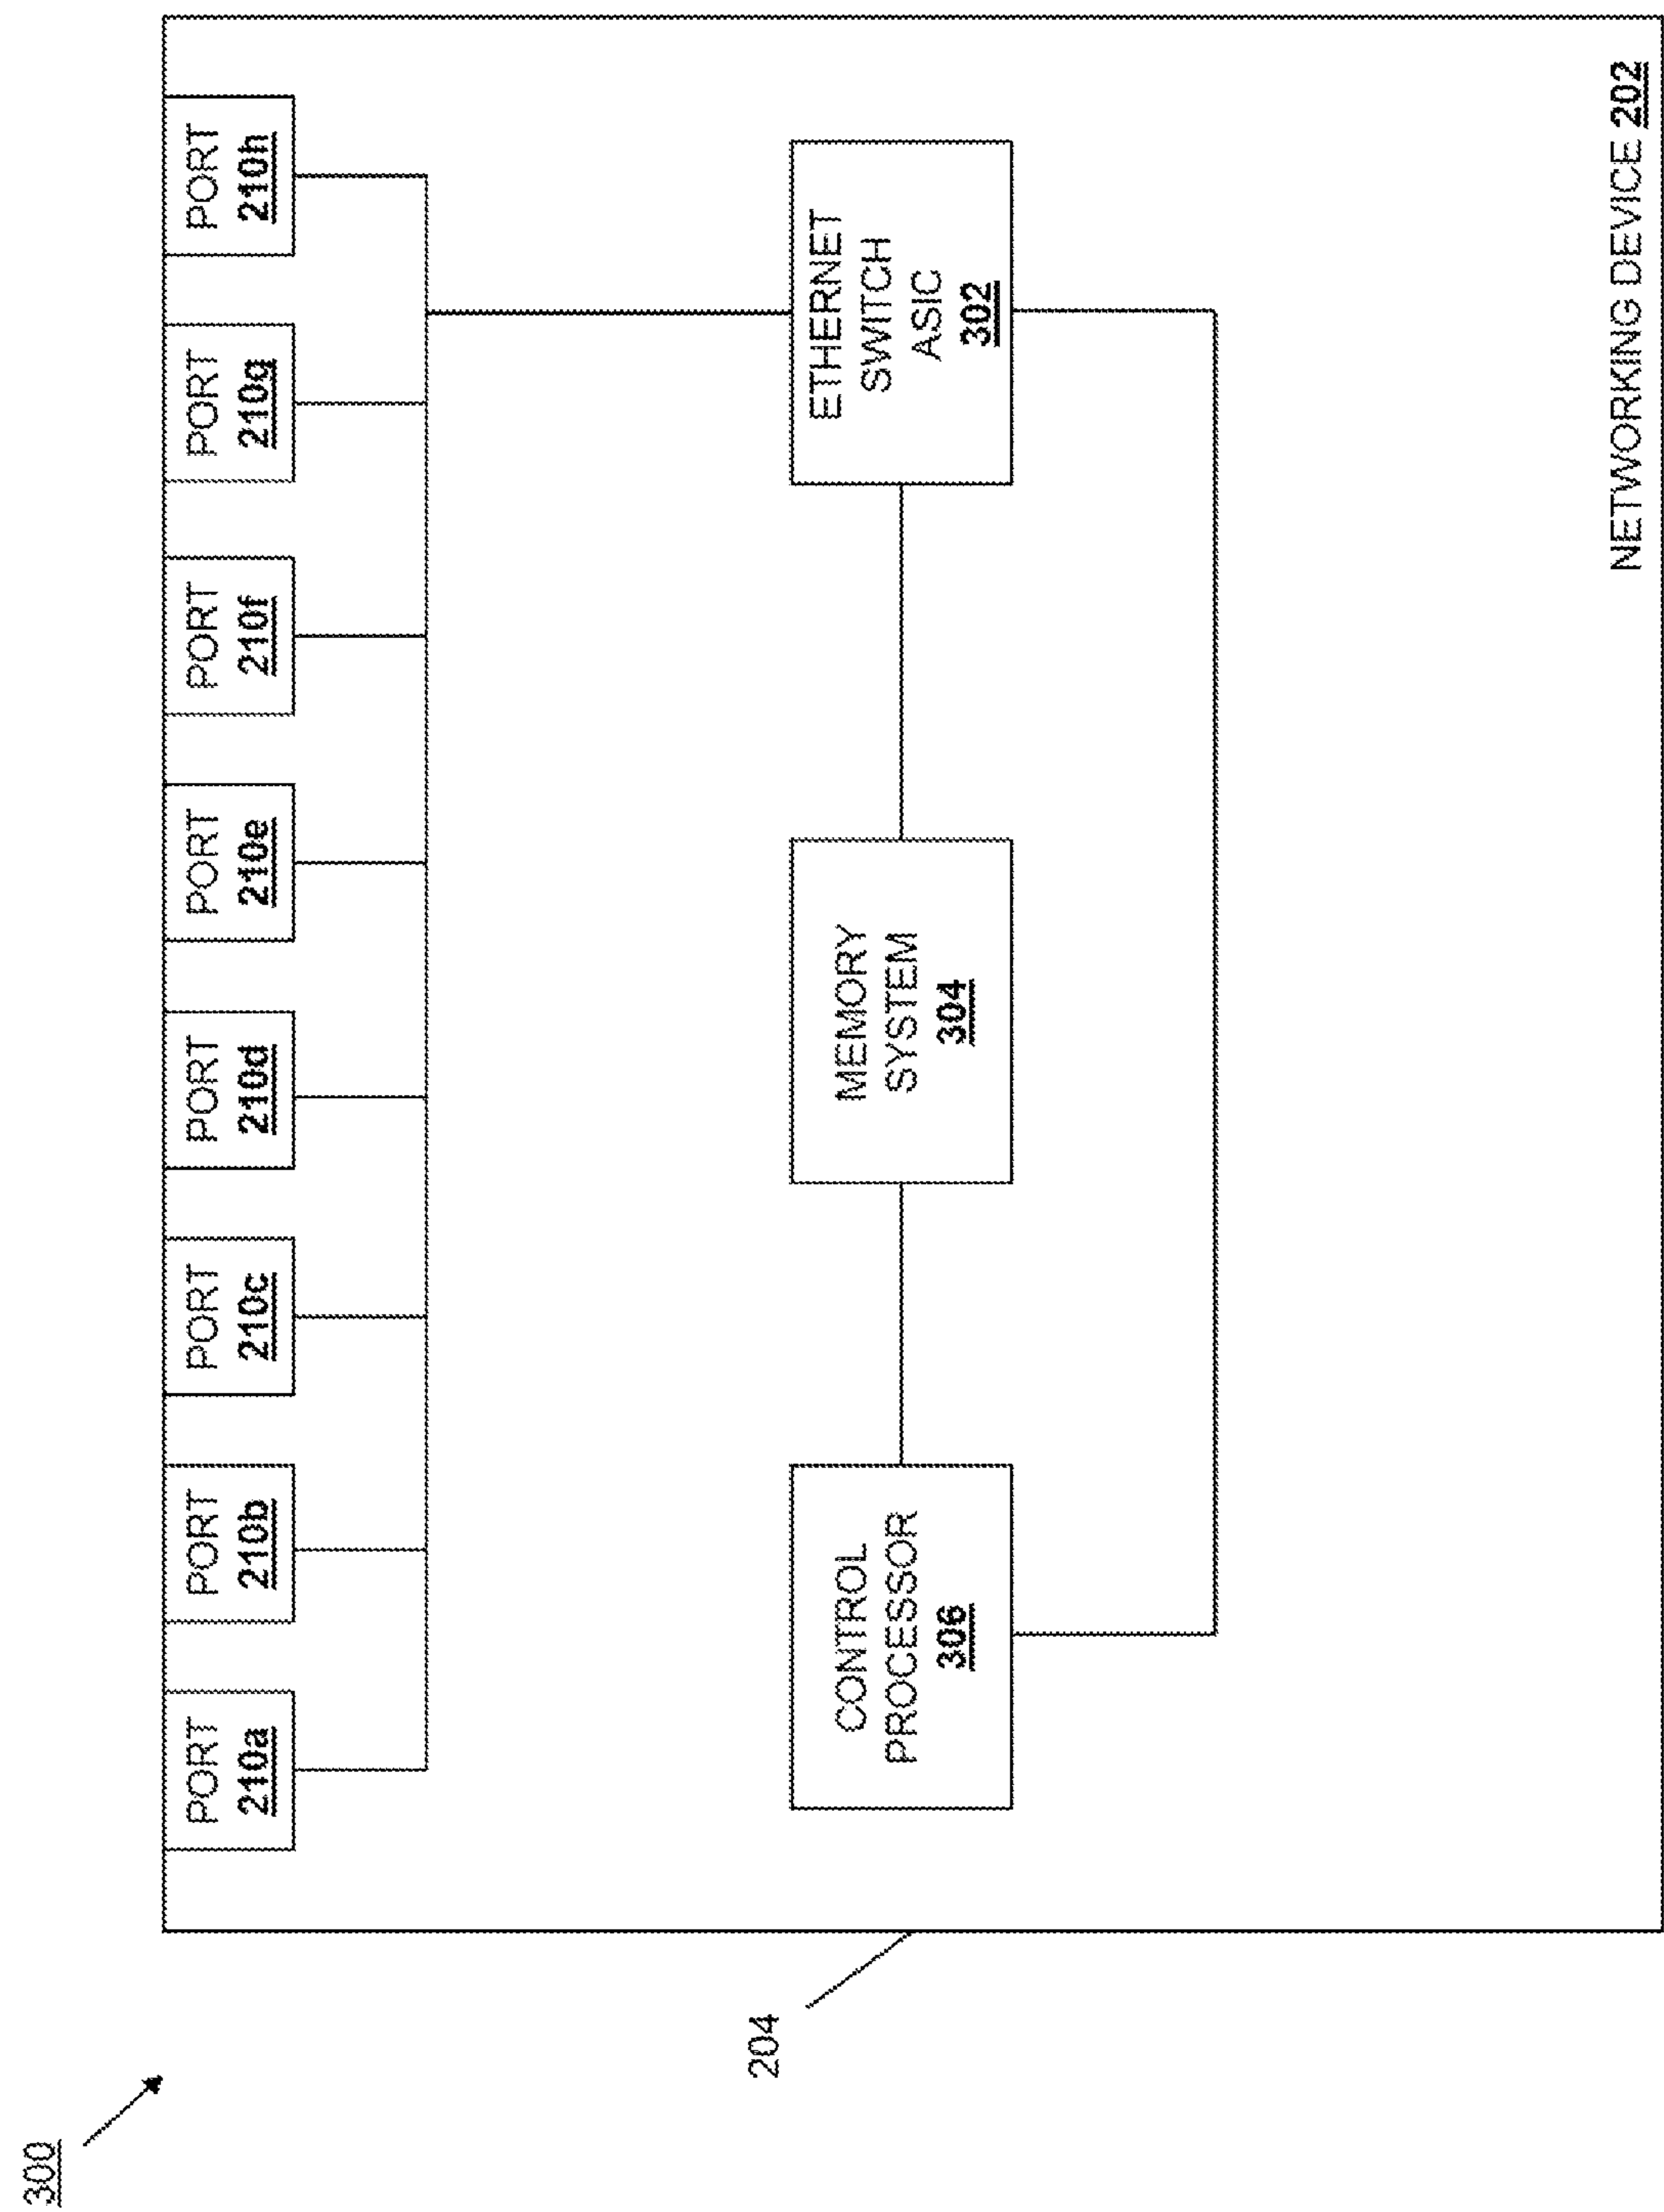 300
204
PORT
210a
PORT
210b
PORT
210c
PORT
210d
PORT
210e
PORT
210f
PORT
210g
PORT
210h
CONTROL
PROCESSOR
306
MEMORY
SYSTEM
304
ETHERNET
SWITCH
ASIC
302
NETWORKING DEVICE 202